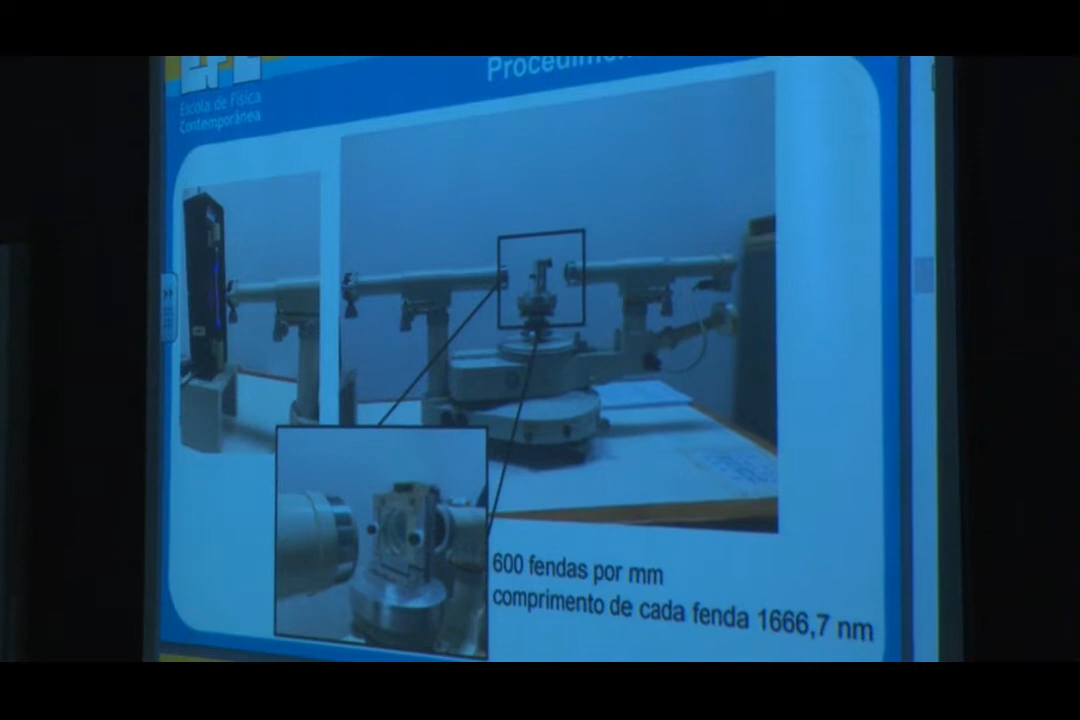 Escola de Física
Contemporânea
600 fendas por mm
comprimento de cada fenda 1666,7 nm